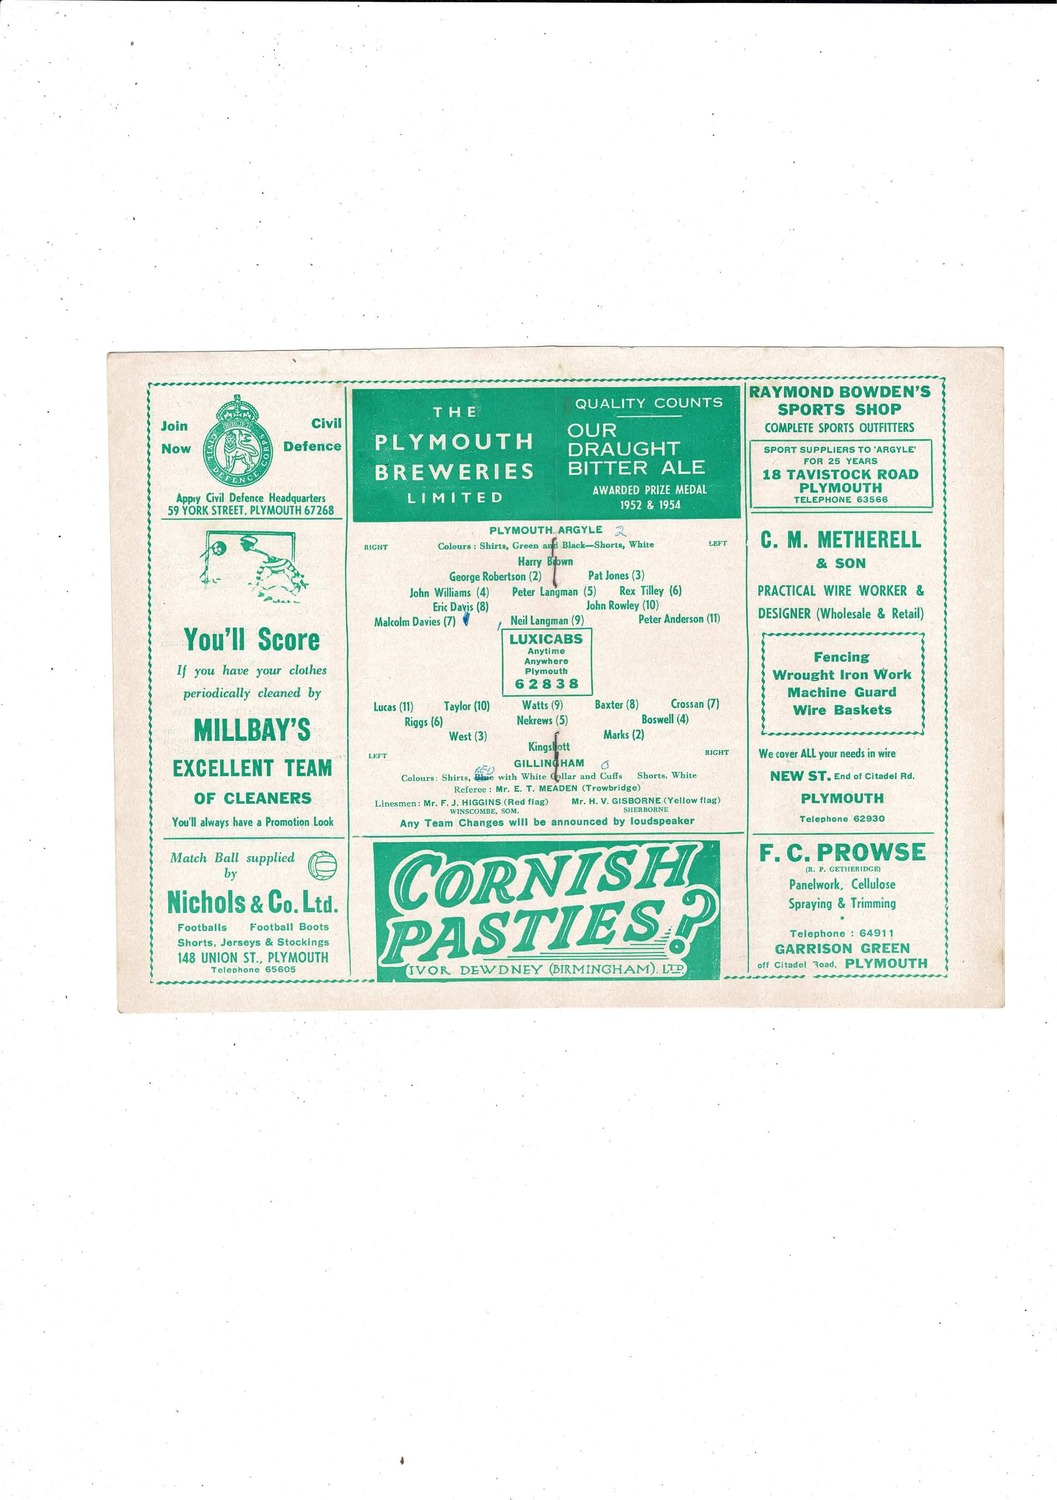 Join Civil
Now Defence
CIVIL DEFENCE CORPS
Apply Civil Defence Headquarters
59 YORK STREET, PLYMOUTH 67268
You'll Score
If you have your clothes
periodically cleaned by
MILLBAY'S
EXCELLENT TEAM
OF CLEANERS
You'll always have a Promotion Look
Match Ball supplied
by
Nichols & Co. Ltd.
Footballs Football Boots
Shorts, Jerseys & Stockings
148 UNION ST., PLYMOUTH
Telephone 65605
THE
PLYMOUTH
BREWERIES
LIMITED
QUALITY COUNTS
OUR
DRAUGHT
BITTER ALE
AWARDED PRIZE MEDAL
1952 & 1954
PLYMOUTH ARGYLE 2
RIGHT Colours : Shirts, Green and Black—Shorts, White LEFT
Harry Brown
George Robertson (2) Pat Jones (3)
John Williams (4) Peter Langman (5) Rex Tilley (6)
Eric Davis (8) John Rowley (10)
Malcolm Davies (7) Neil Langman (9) Peter Anderson (11)
LUXICABS
Anytime
Anywhere
Plymouth
62838
Lucas (11) Taylor (10) Watts (9) Baxter (8) Crossan (7)
Riggs (6) Nekrews (5) Boswell (4)
West (3) Marks (2)
Kingshott
LEFT RIGHT
GILLINGHAM 0
RED
Colours: Shirts, Blue with White Collar and Cuffs Shorts. White
Referee : Mr. E. T. MEADEN (Trowbridge)
Linesmen: Mr. F. J. HIGGINS (Red flag) Mr. H. V. GISBORNE (Yellow flag)
WINSCOMBE, SOM. SHERBORNE
Any Team Changes will be announced by loudspeaker
CORNISH
PASTIES?
IVOR DEWDNEY (BIRMINGHAM). LTD
RAYMOND BOWDEN'S
SPORTS SHOP
COMPLETE SPORTS OUTFITTERS
SPORT SUPPLIERS TO 'ARGYLE'
FOR 25 YEARS
18 TAVISTOCK ROAD
PLYMOUTH
TELEPHONE 63566
C. M. METHERELL
& SON
PRACTICAL WIRE WORKER &
DESIGNER (Wholesale & Retail)
Fencing
Wrought Iron Work
Machine Guard
Wire Baskets
We cover ALL your needs in wire
NEW ST. End of Citadel Rd.
PLYMOUTH
Telephone 62930
F. C. PROWSE
(R. P. GETHERIDGE)
Panelwork, Cellulose
Spraying & Trimming
Telephone : 64911
GARRISON GREEN
off Citadel Road, PLYMOUTH